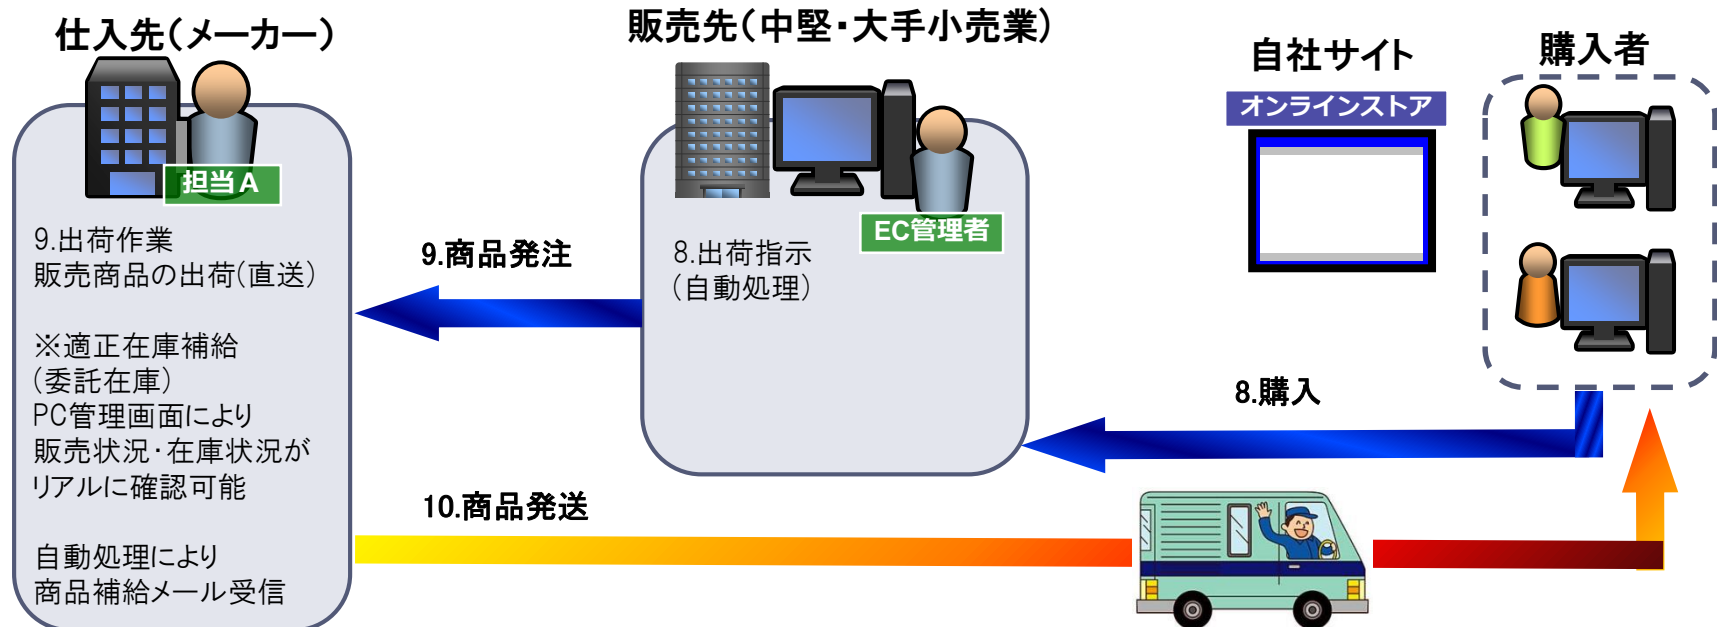 仕入先（メーカー）
販売先（中堅・大手小売業）
自社サイト
購入者
オンラインストア
担当A
EC管理者
9.出荷作業
販売商品の出荷（直送）
※適正在庫補給
（委託在庫）
PC管理画面により
販売状況・在庫状況が
リアルに確認可能
自動処理により
商品補給メール受信
9.商品発注
8.出荷指示
（自動処理）
8.購入
10.商品発送